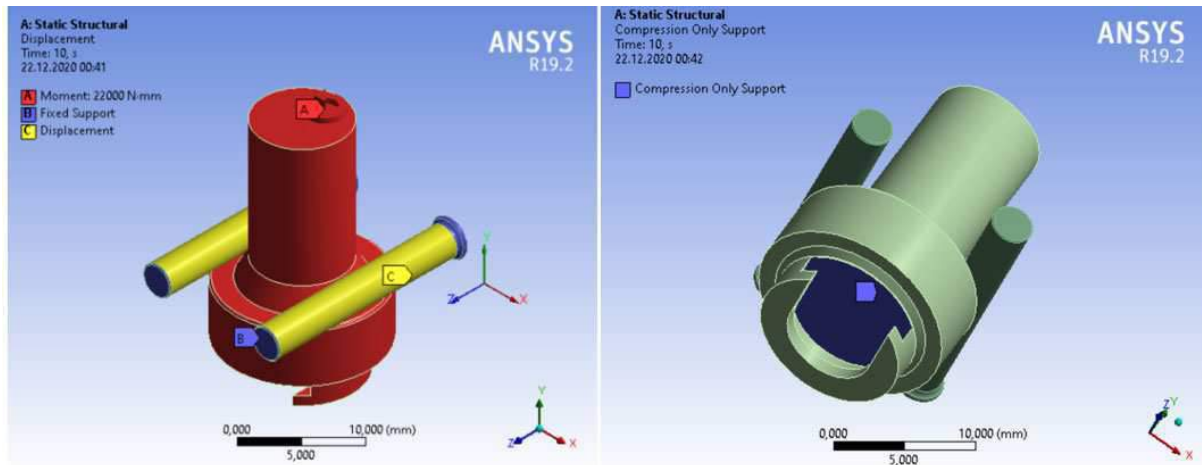 A: Static Structural
Displacement
Time: 10, s
22.12.2020 00:41
A Moment: 22000 N·mm
B Fixed Support
C Displacement
ANSYS
R19.2
A
C
B
Y
Z
X
Y
Z
X
0,000
10,000 (mm)
5,000
A: Static Structural
Compression Only Support
Time: 10, s
22.12.2020 00:42
Compression Only Support
ANSYS
R19.2
Z
Y
X
0,000
10,000 (mm)
5,000